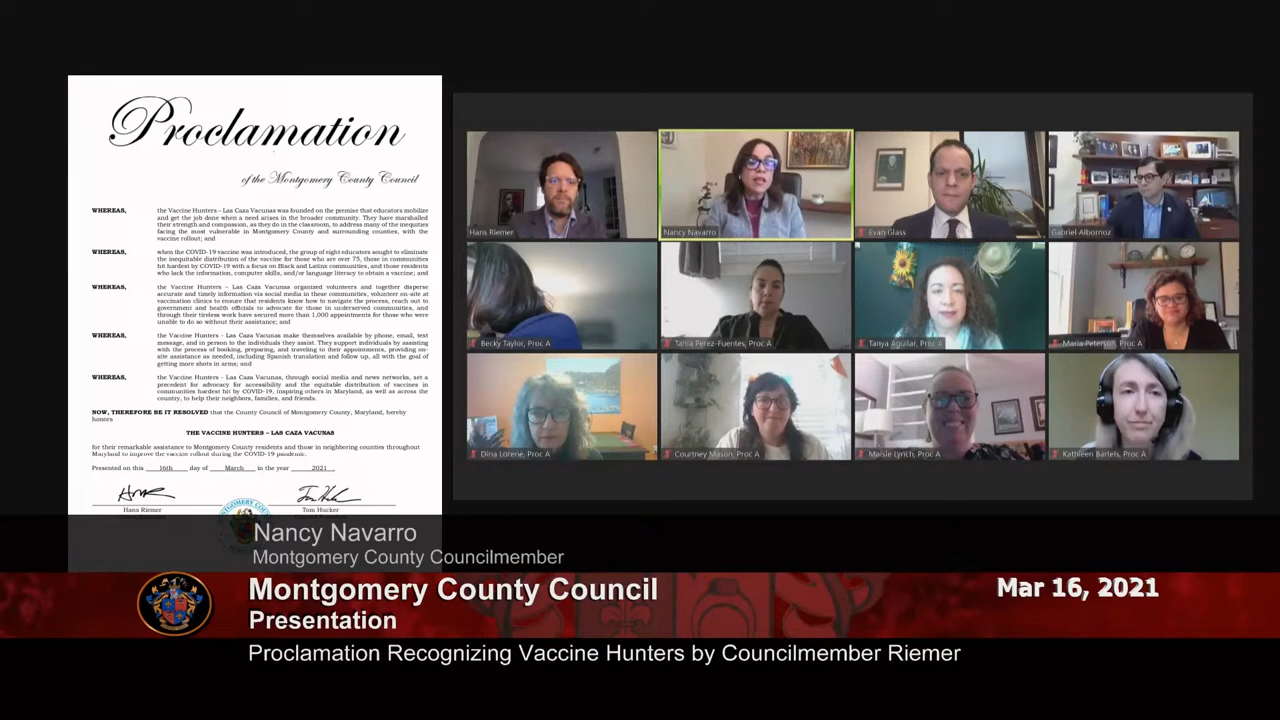 Proclamation
of the Montgomery County Council
WHEREAS, the Vaccine Hunters – Las Caza Vacunas was founded on the premise that educators mobilize
and get the job done when a need arises in the broader community. They have marshalled
their strength and compassion, as they do in the classroom, to address many of the inequities
facing the most vulnerable in Montgomery County and surrounding counties, with the
vaccine rollout; and
WHEREAS, when the COVID-19 vaccine was introduced, the group of eight educators sought to eliminate
the inequitable distribution of the vaccine for those who are over 75, those in communities
hit hardest by COVID-19 with a focus on Black and Latinx communities, and those residents
who lack the information, computer skills, and/or language literacy to obtain a vaccine; and
WHEREAS, the Vaccine Hunters – Las Caza Vacunas organized volunteers and together disperse
accurate and timely information via social media in these communities, volunteer on-site at
vaccination clinics to ensure that residents know how to navigate the process, reach out to
government and health officials to advocate for those in underserved communities, and
through their tireless work have secured more than 1,000 appointments for those who were
unable to do so without their assistance; and
WHEREAS, the Vaccine Hunters - Las Caza Vacunas make themselves available by phone, email, text
message, and in person to the individuals they assist. They support individuals by assisting
with the process of booking, preparing, and traveling to their appointments, providing on-
site assistance as needed, including Spanish translation and follow up, all with the goal of
getting more shots in arms; and
WHEREAS, the Vaccine Hunters - Las Caza Vacunas, through social media and news networks, set a
precedent for advocacy for accessibility and the equitable distribution of vaccines in
communities hardest hit by COVID-19, inspiring others in Maryland, as well as across the
country, to help their neighbors, families, and friends.
NOW, THEREFORE BE IT RESOLVED that the County Council of Montgomery County, Maryland, hereby
honors
THE VACCINE HUNTERS – LAS CAZA VACUNAS
for their remarkable assistance to Montgomery County residents and those in neighboring counties throughout
Maryland to improve the vaccine rollout during the COVID-19 pandemic.
Presented on this 16th day of March in the year 2021.
Hans Riemer Tom Hucker
Hans Riemer
Nancy Navarro
Evan Glass
Gabriel Albornoz
Becky Taylor, Proc A
Tania Perez-Fuentes, Proc A
Tanya Aguilar, Proc A
Maria Peterson, Proc A
Dina Lorene, Proc A
Courtney Mason, Proc A
Maisie Lynch, Proc A
Kathleen Bartels, Proc A
Nancy Navarro
Montgomery County Councilmember
Montgomery County Council
Mar 16, 2021
Presentation
Proclamation Recognizing Vaccine Hunters by Councilmember Riemer